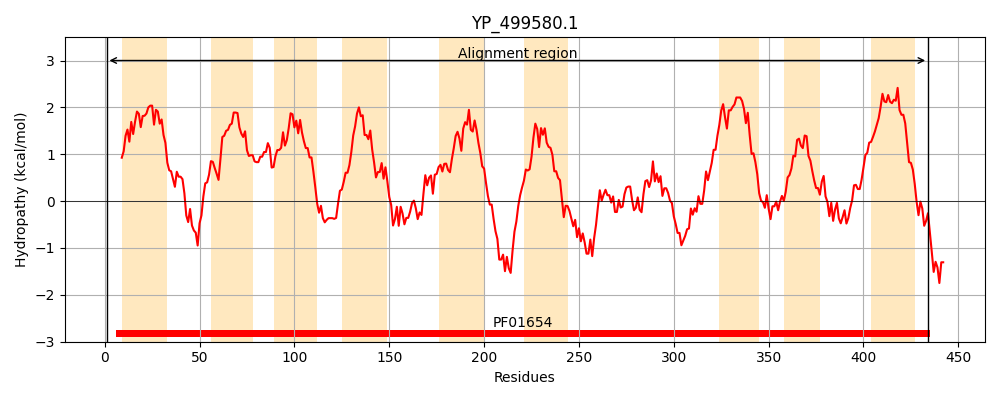 YP_499580.1
Hydropathy (kcal/mol)
3
2
1
0
−1
−2
−3
Alignment region
PF01654
0 50 100 150 200 250 300 350 400 450
Residues